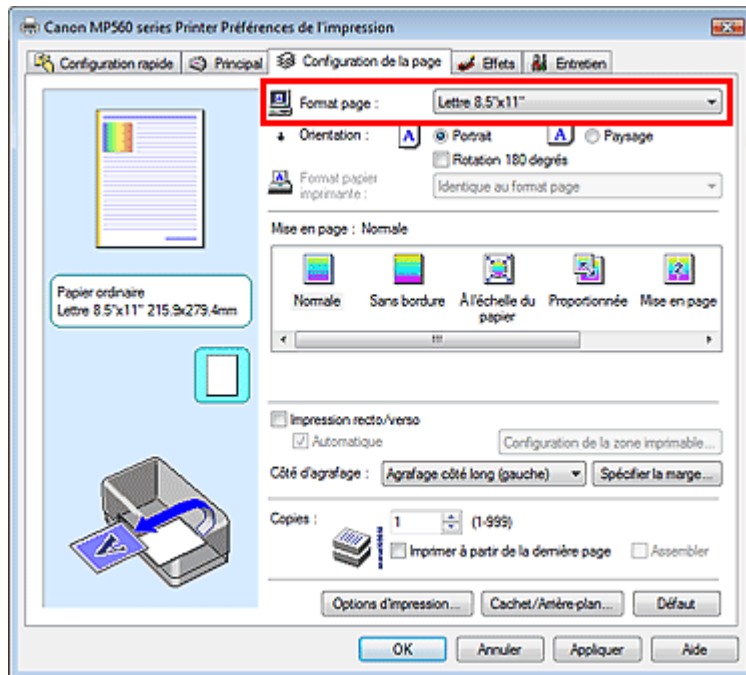 Canon MP560 series Printer Préférences de l'impression
Configuration rapide Principal Configuration de la page Effets Entretien
Format page : Lettre 8.5"x11"
Orientation : A Portrait A Paysage
Rotation 180 degrés
Format papier imprimante : Identique au format page
Mise en page : Normale
Normale Sans bordure À l'échelle du papier Proportionnée Mise en page
Papier ordinaire
Lettre 8.5"x11" 215.9x279.4mm
Impression recto/verso
Automatique Configuration de la zone imprimable...
Côté d'agrafage : Agrafage côté long (gauche) Spécifier la marge...
Copies : 1 (1-999)
Imprimer à partir de la dernière page Assembler
Options d'impression... Cachet/Arrière-plan... Défaut
OK Annuler Appliquer Aide